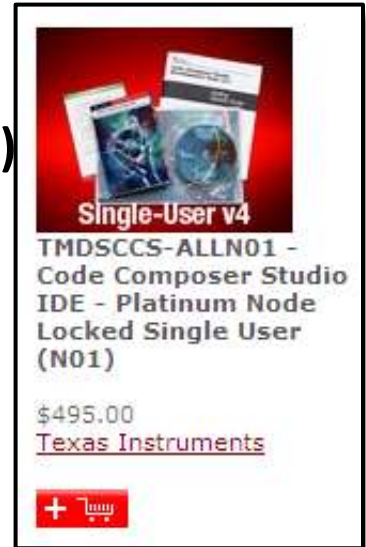 )
Single-User v4
TMDSCCS-ALLN01 -
Code Composer Studio
IDE - Platinum Node
Locked Single User
(N01)
$495.00
Texas Instruments
+